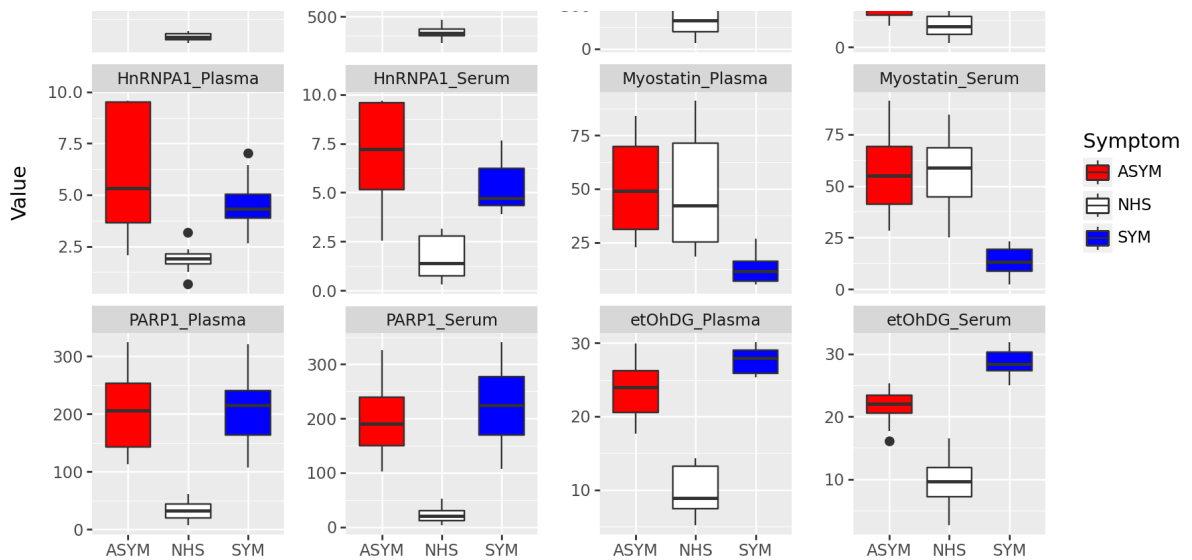 500
0
0
HnRNPA1_Plasma
HnRNPA1_Serum
Myostatin_Plasma
Myostatin_Serum
10.0
7.5
5.0
2.5
10.0
7.5
5.0
2.5
0.0
75
50
25
75
50
25
0
Value
Symptom
ASYM
NHS
SYM
PARP1_Plasma
PARP1_Serum
etOhDG_Plasma
etOhDG_Serum
300
200
100
0
300
200
100
0
30
20
10
30
20
10
ASYM NHS SYM
ASYM NHS SYM
ASYM NHS SYM
ASYM NHS SYM